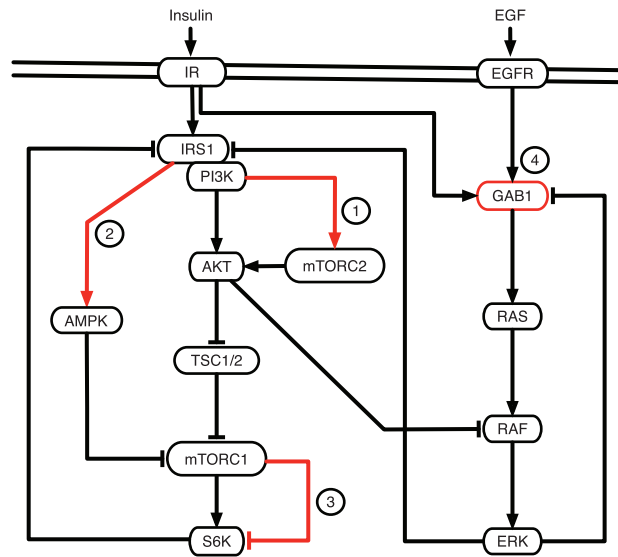 Insulin
EGF
IR
EGFR
IRS1
4
PI3K
GAB1
1
2
AKT
mTORC2
AMPK
RAS
TSC1/2
RAF
mTORC1
3
S6K
ERK